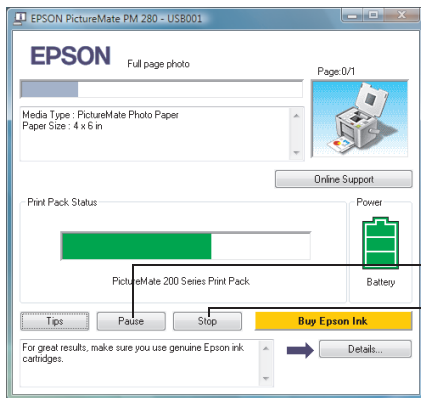 EPSON PictureMate PM 280 - USB001
EPSON
Full page photo
Page:0/1
Media Type : PictureMate Photo Paper
Paper Size : 4 x 6 in
Online Support
Print Pack Status
Power
PictureMate 200 Series Print Pack
Battery
Tips
Pause
Stop
Buy Epson Ink
For great results, make sure you use genuine Epson ink
cartridges.
Details...